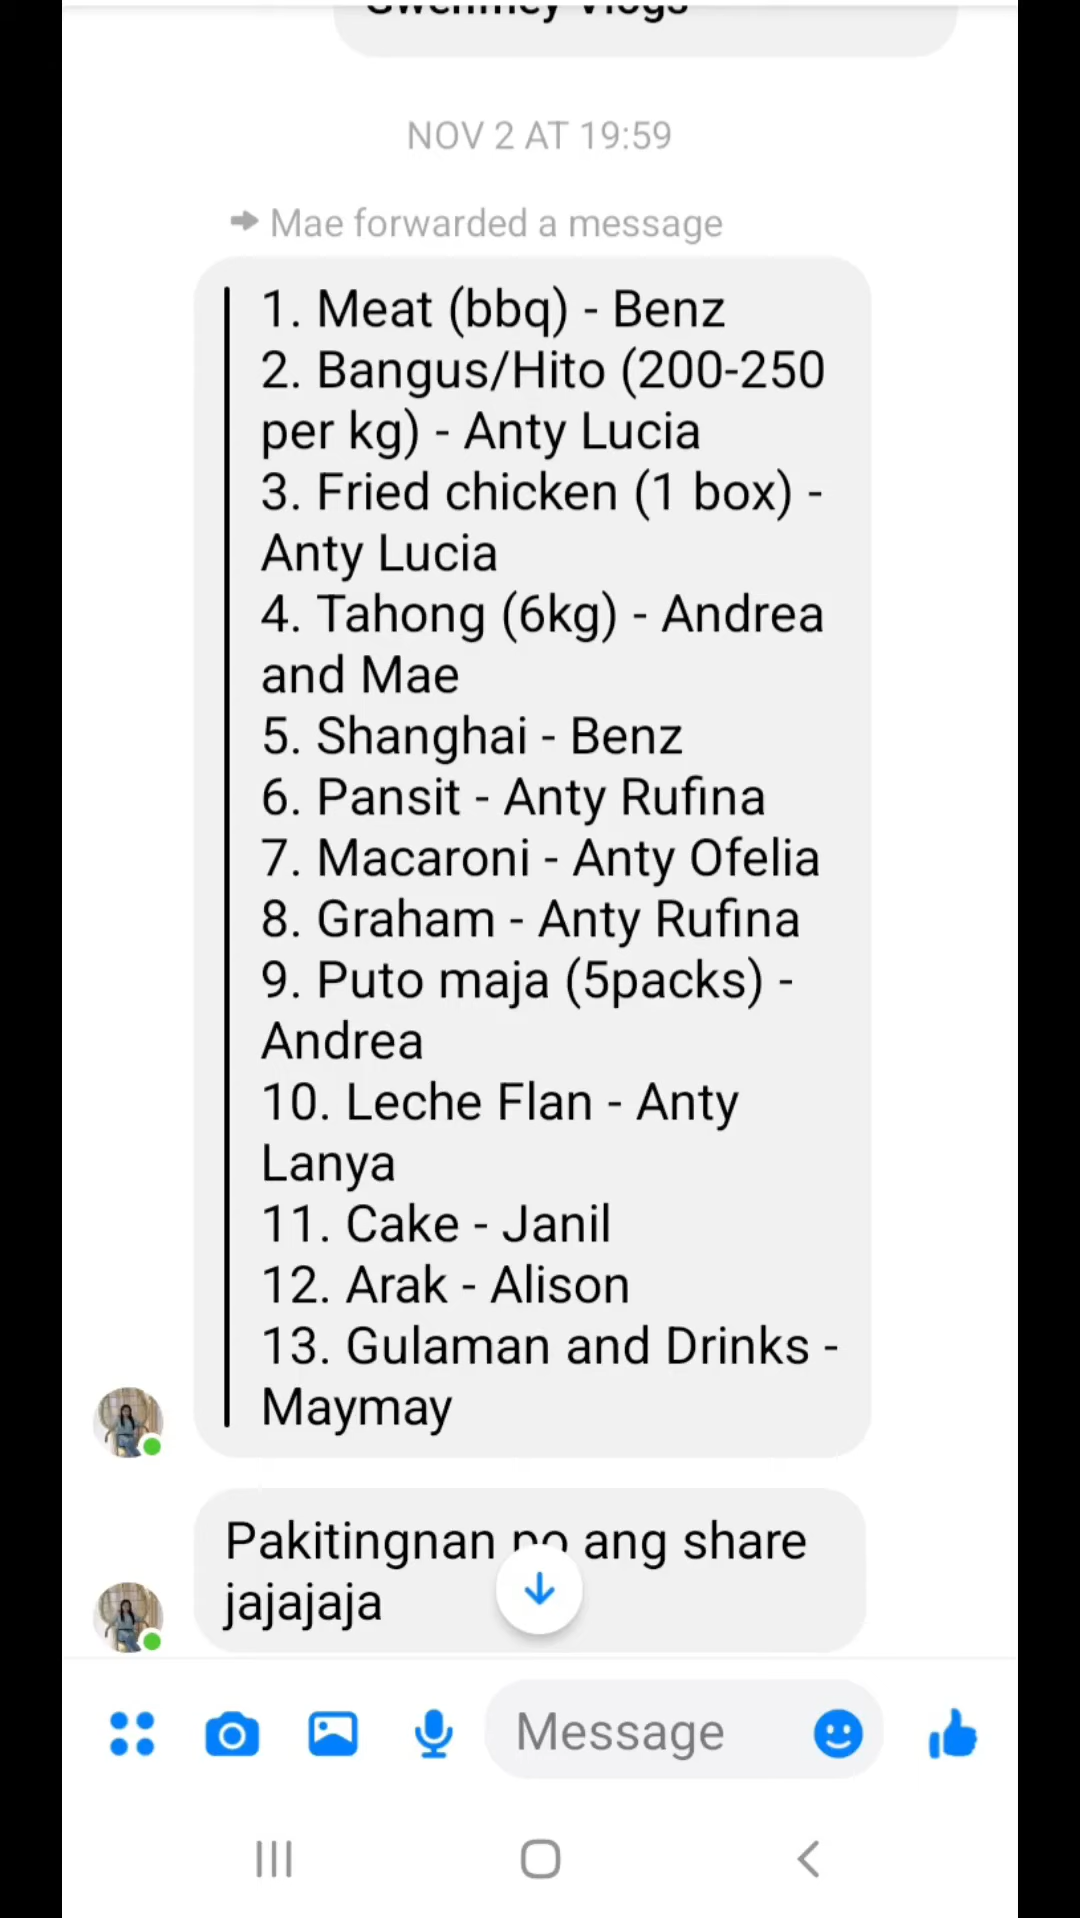 Vlogs
NOV 2 AT 19:59
Mae forwarded a message
1. Meat (bbq) - Benz
2. Bangus/Hito (200-250
per kg) - Anty Lucia
3. Fried chicken (1 box) -
Anty Lucia
4. Tahong (6kg) - Andrea
and Mae
5. Shanghai - Benz
6. Pansit - Anty Rufina
7. Macaroni - Anty Ofelia
8. Graham - Anty Rufina
9. Puto maja (5packs) -
Andrea
10. Leche Flan - Anty
Lanya
11. Cake - Janil
12. Arak - Alison
13. Gulaman and Drinks -
Maymay
Pakitingnan po ang share
jajajaja
Message